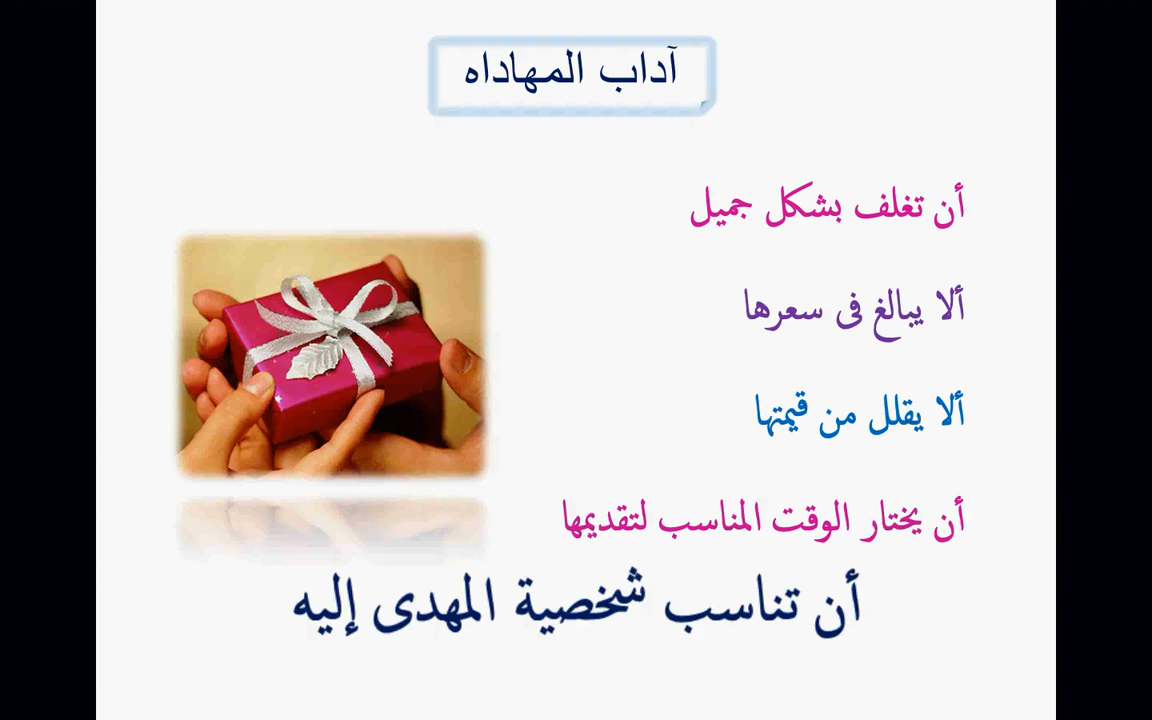 آداب المهاداه
أن تغلف بشكل جميل
ألا يبالغ فى سعرها
ألا يقلل من قيمتها
أن يختار الوقت المناسب لتقديمها
أن تناسب شخصية المهدى إليه